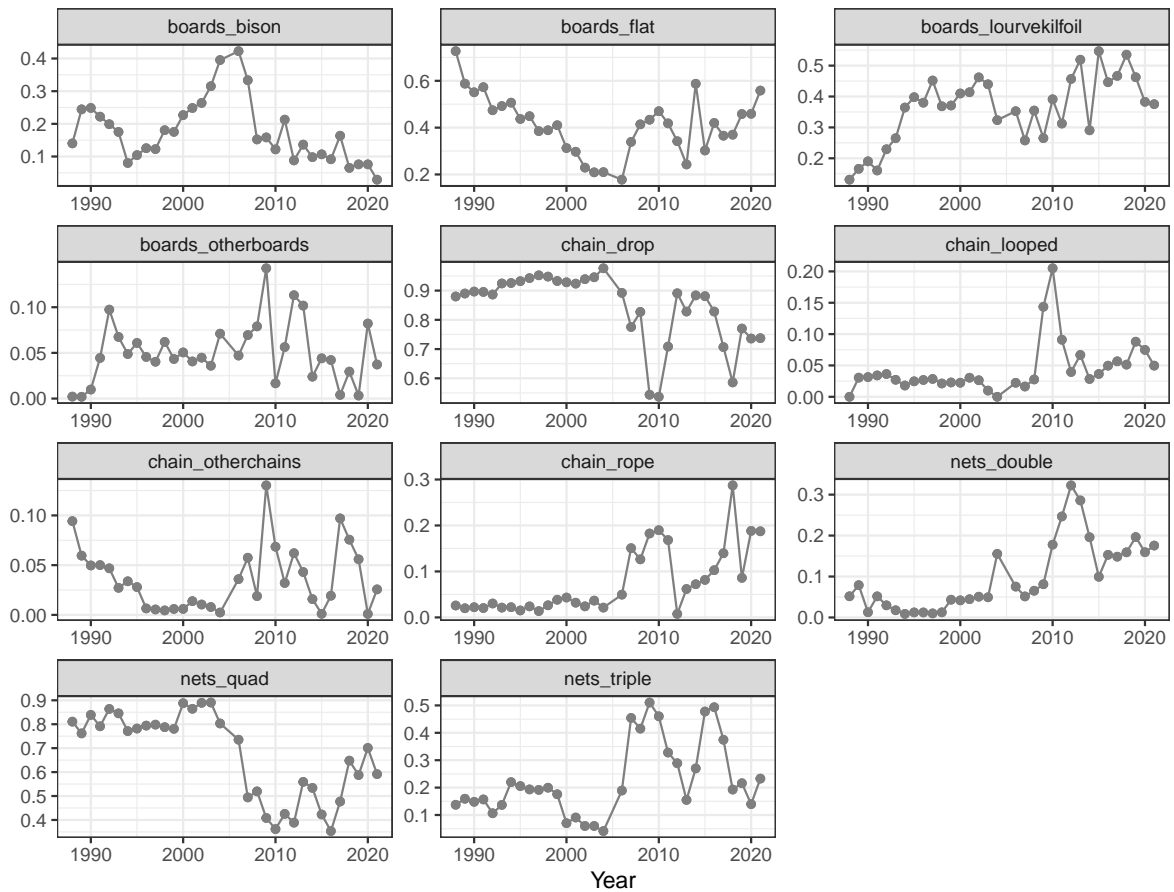 boards_bison boards_flat boards_lourvekilfoil
0.4 0.6 0.5
0.3 0.4
0.2 0.4 0.3
0.1 0.2 0.2
1990 2000 2010 2020 1990 2000 2010 2020 1990 2000 2010 2020
boards_otherboards chain_drop chain_looped
0.10 0.9 0.20
0.8 0.15
0.05 0.7 0.10
0.6 0.05
0.00 0.00
1990 2000 2010 2020 1990 2000 2010 2020 1990 2000 2010 2020
chain_otherchains chain_rope nets_double
0.10 0.3 0.3
0.2 0.2
0.05 0.1 0.1
0.00 0.0 0.0
1990 2000 2010 2020 1990 2000 2010 2020 1990 2000 2010 2020
nets_quad nets_triple
0.9 0.5
0.8 0.4
0.7 0.3
0.6 0.2
0.5 0.1
0.4
1990 2000 2010 2020 1990 2000 2010 2020
Year